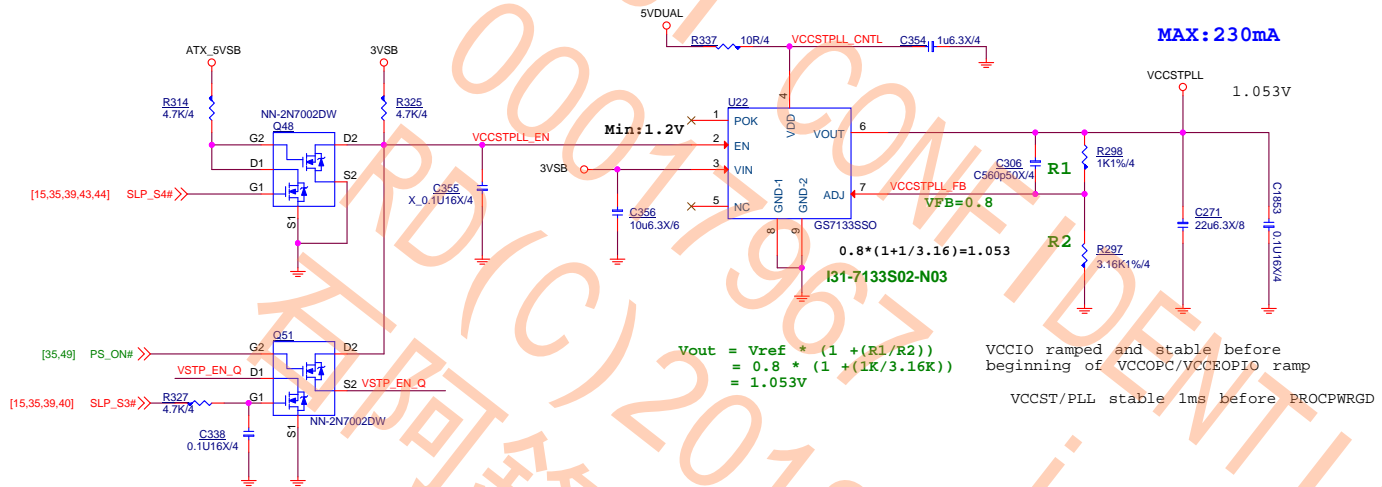 5VDUAL
MAX:230mA
R337
10R/4
VCCSTPLL_CNTL
C354
1u6.3X/4
ATX_5VSB
3VSB
VCCSTPLL
1.053V
R314
4.7K/4
R325
4.7K/4
NN-2N7002DW
Q48
G2
D2
D1
S2
G1
S1
[15,35,39,43,44] SLP_S4#
VCCSTPLL_EN
Min:1.2V
3VSB
C355
X_0.1U16X/4
C356
10u6.3X/6
U22
4
VDD
1
POK
2
EN
3
VIN
5
NC
VOUT
6
ADJ
7
GND-1
GND-2
8
9
GS7133SSO
C306
C560p50X/4
R1
R298
1K1%/4
VCCSTPLL_FB
VFB=0.8
R2
R297
3.16K1%/4
C271
22u6.3X/8
C1853
0.1U16X/4
0.8*(1+1/3.16)=1.053
I31-7133S02-N03
Q51
[35,49] PS_ON#
G2
D2
VSTP_EN_Q
D1
S2
VSTP_EN_Q
[15,35,39,40] SLP_S3#
R327
4.7K/4
G1
S1
NN-2N7002DW
C338
0.1U16X/4
Vout = Vref * (1 +(R1/R2))
= 0.8 * (1 +(1K/3.16K))
= 1.053V
VCCIO ramped and stable before
beginning of VCCOPC/VCCEOPIO ramp
VCCST/PLL stable 1ms before PROCPWRGD
CONFIDENTI
00017967
RD(C)201